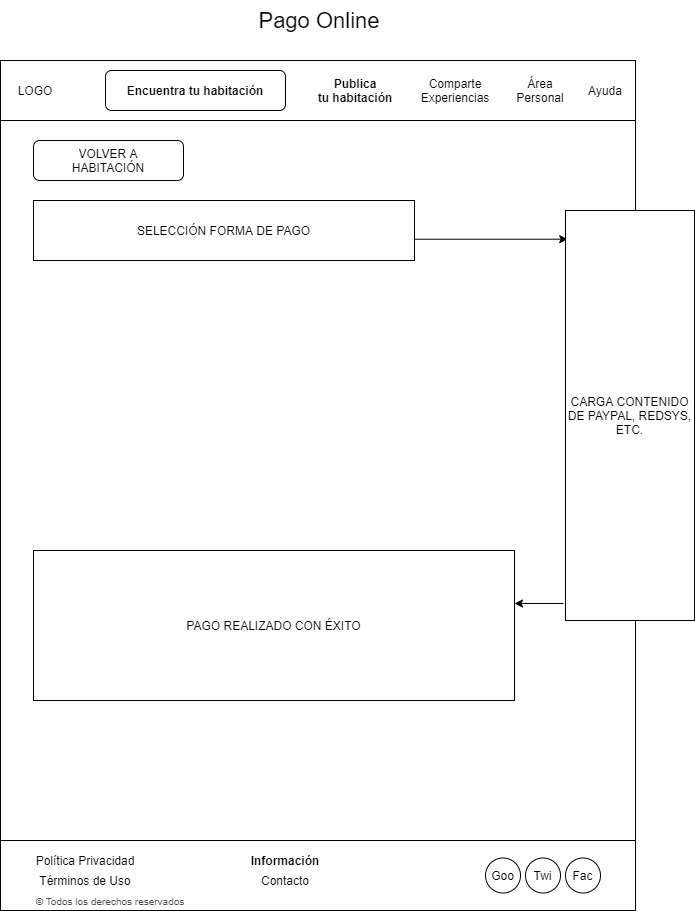 Pago Online
LOGO
Encuentra tu habitación
Publica
tu habitación
Comparte
Experiencias
Área
Personal
Ayuda
VOLVER A
HABITACIÓN
SELECCIÓN FORMA DE PAGO
CARGA CONTENIDO
DE PAYPAL, REDSYS,
ETC.
PAGO REALIZADO CON ÉXITO
Política Privacidad
Términos de Uso
© Todos los derechos reservados
Información
Contacto
Goo
Twi
Fac